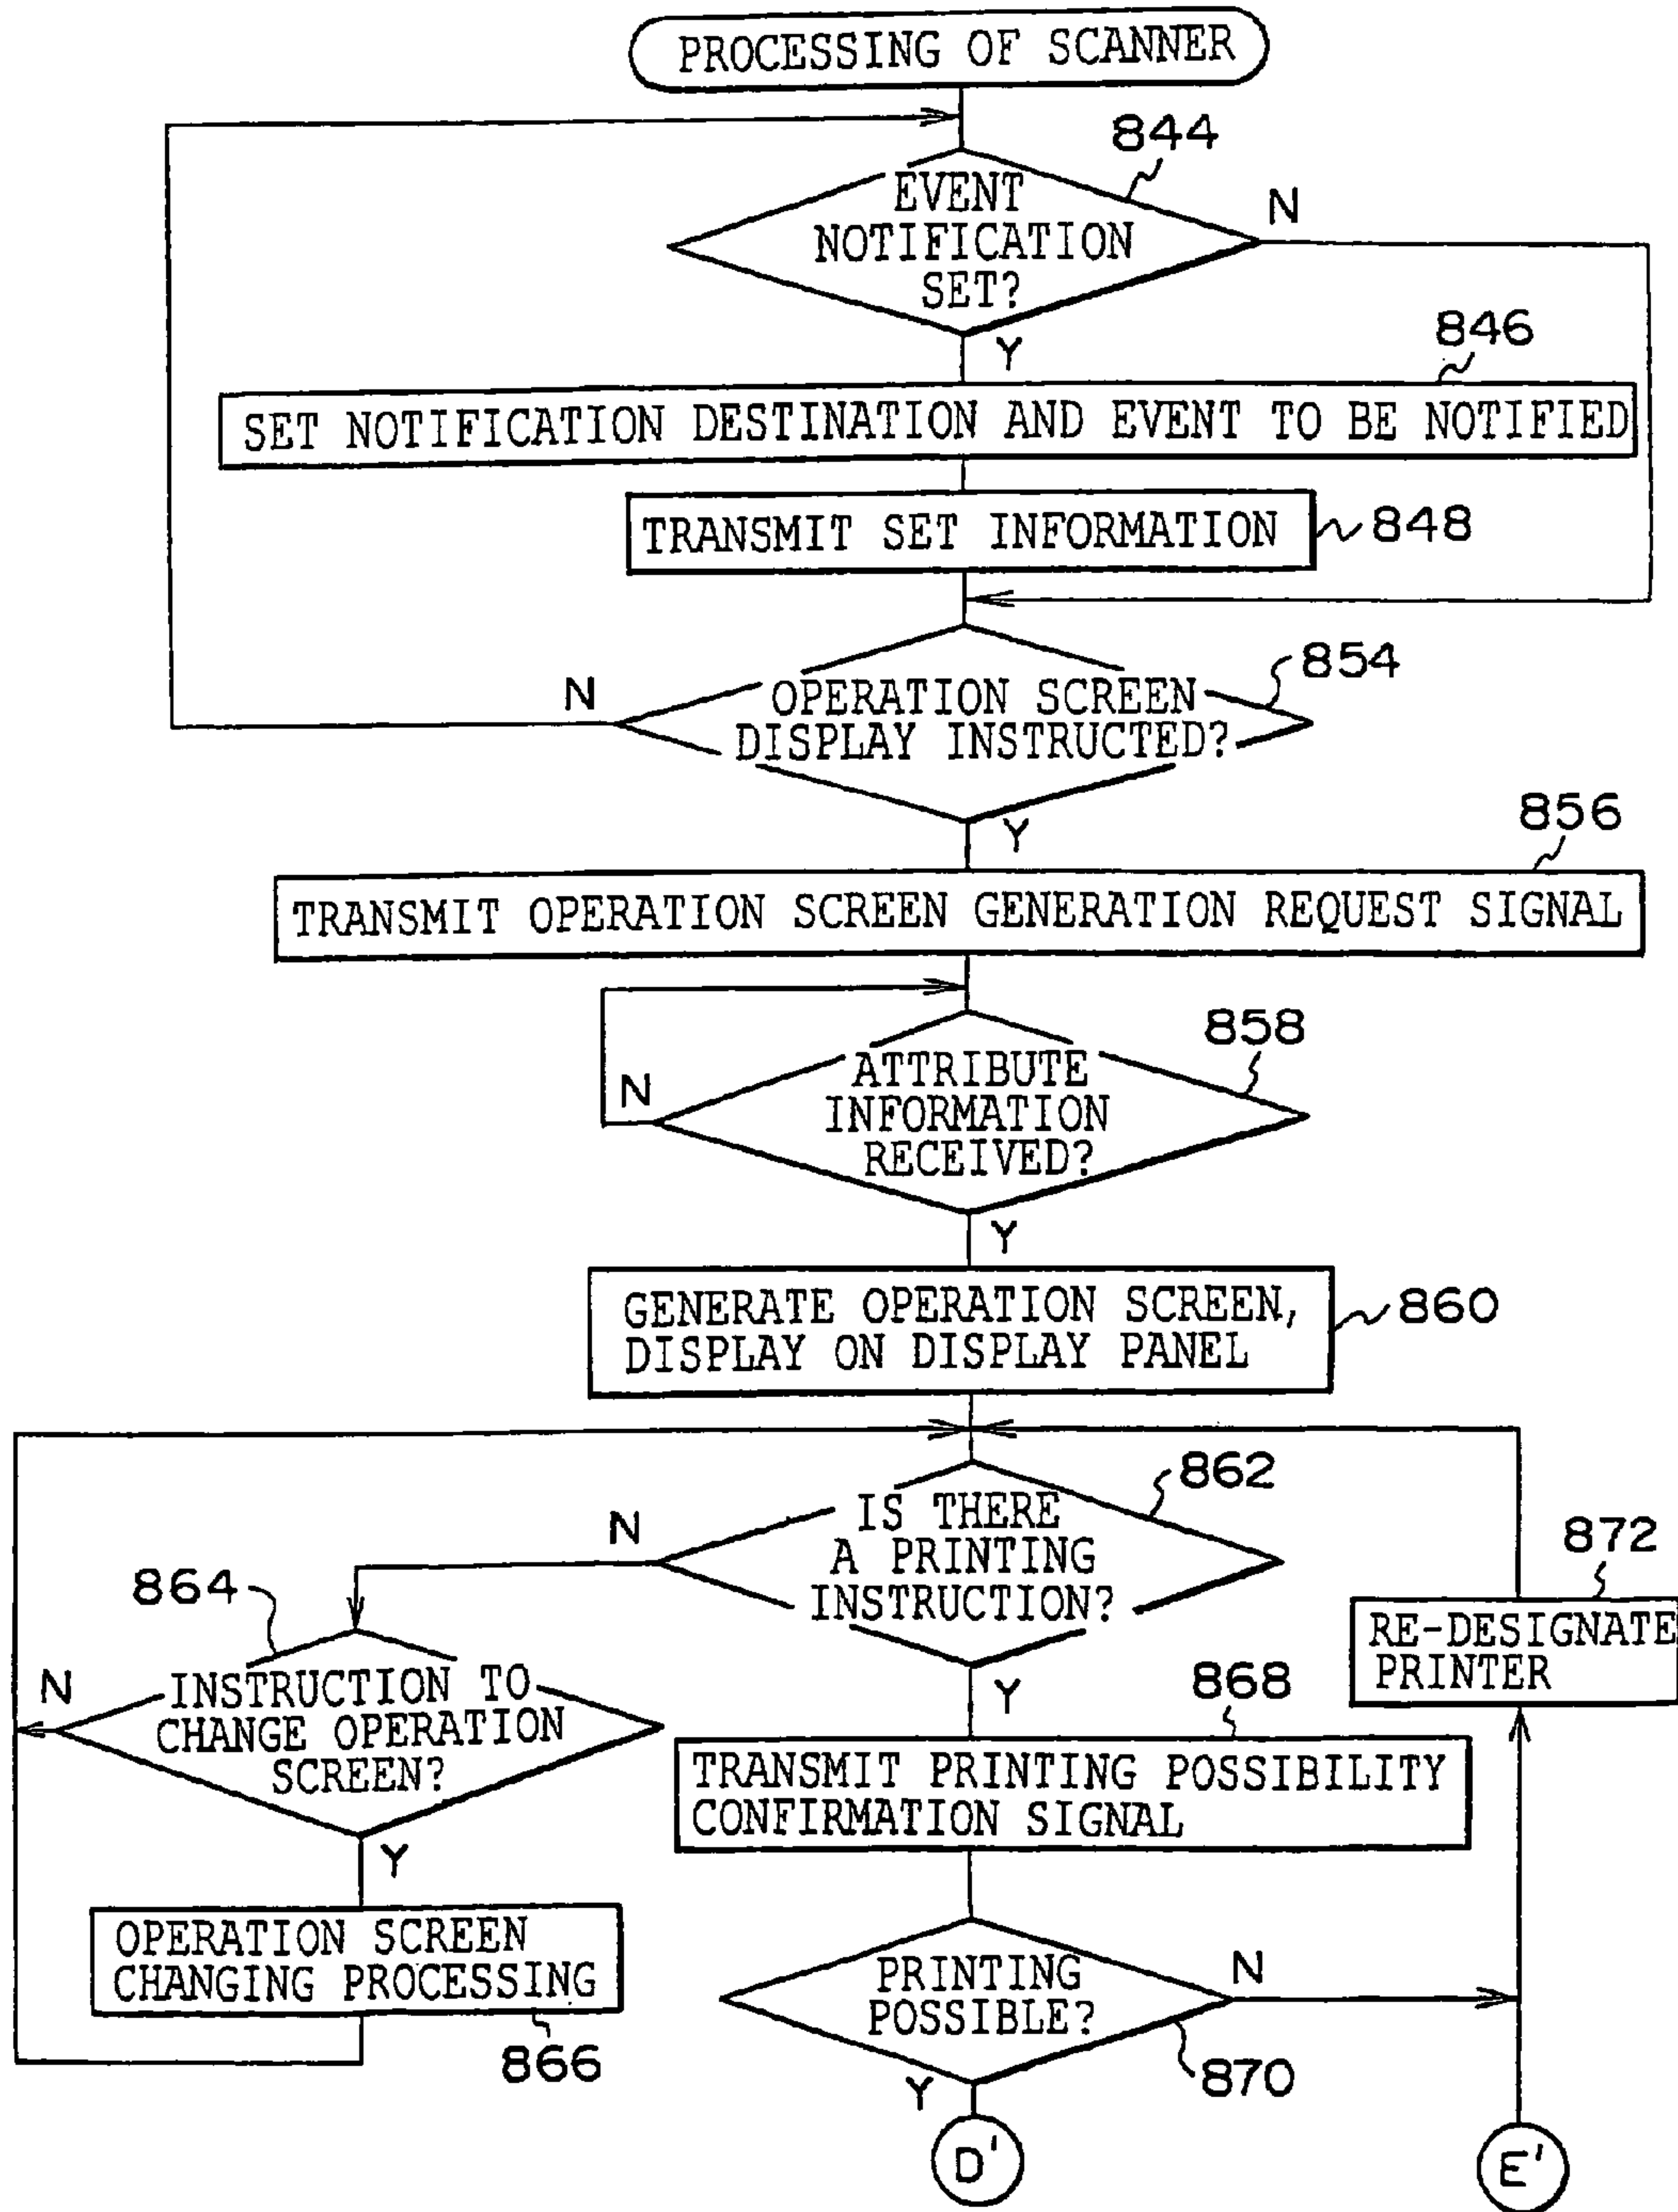 PROCESSING OF SCANNER
844
EVENT
NOTIFICATION
SET?
N
Y
846
SET NOTIFICATION DESTINATION AND EVENT TO BE NOTIFIED
TRANSMIT SET INFORMATION
848
854
N
OPERATION SCREEN
DISPLAY INSTRUCTED?
Y
856
TRANSMIT OPERATION SCREEN GENERATION REQUEST SIGNAL
858
N
ATTRIBUTE
INFORMATION
RECEIVED?
Y
GENERATE OPERATION SCREEN,
DISPLAY ON DISPLAY PANEL
860
862
N
IS THERE
A PRINTING
INSTRUCTION?
Y
872
RE-DESIGNATE
PRINTER
864
N
INSTRUCTION TO
CHANGE OPERATION
SCREEN?
Y
868
TRANSMIT PRINTING POSSIBILITY
CONFIRMATION SIGNAL
OPERATION SCREEN
CHANGING PROCESSING
866
PRINTING
POSSIBLE?
N
870
Y
D'
E'